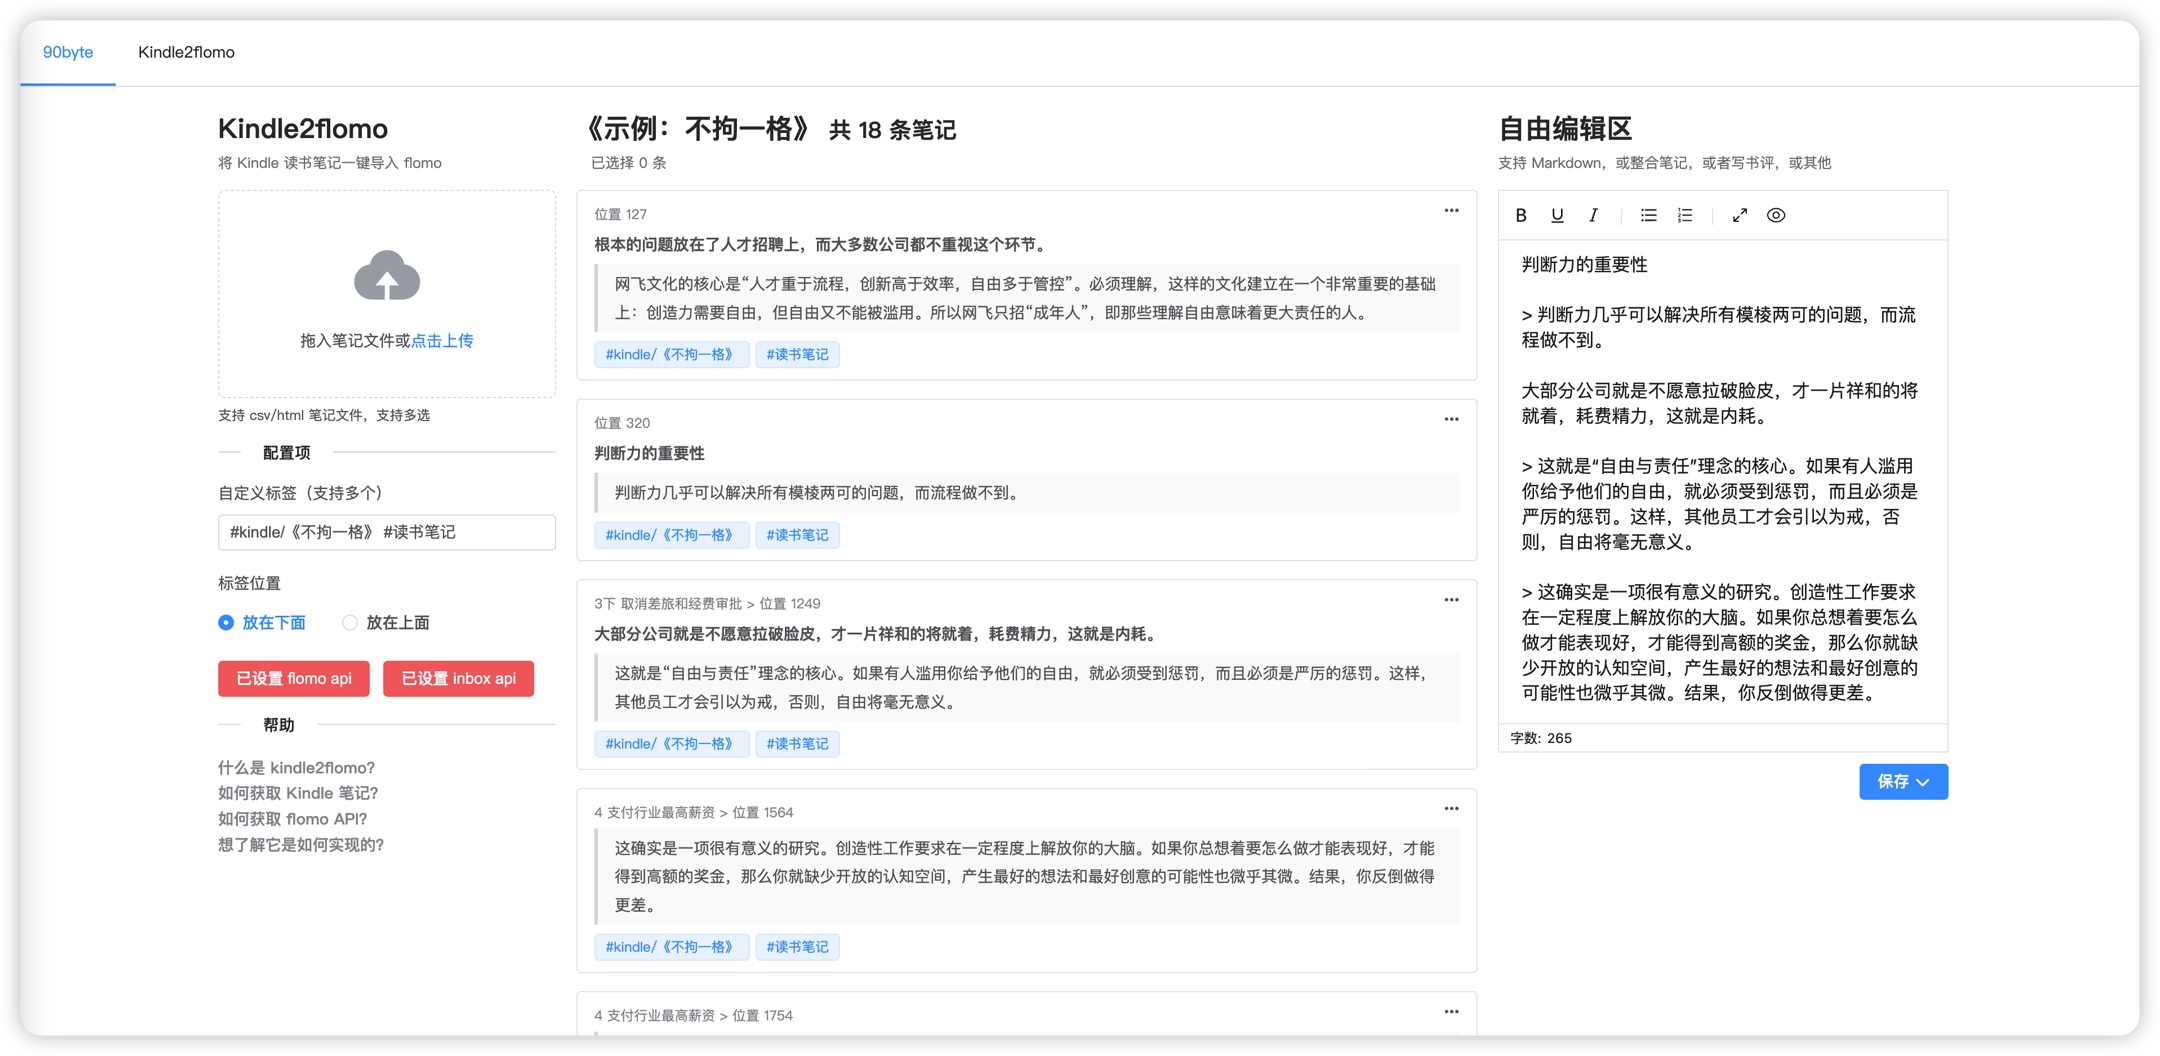 90byte
Kindle2flomo
Kindle2flomo
将 Kindle 读书笔记一键导入 flomo
拖入笔记文件或点击上传
支持 csv/html 笔记文件，支持多选
配置项
自定义标签（支持多个）
#kindle/《不拘一格》 #读书笔记
标签位置
放在下面
放在上面
已设置 flomo api
已设置 inbox api
帮助
什么是 kindle2flomo?
如何获取 Kindle 笔记?
如何获取 flomo API?
想了解它是如何实现的?
《示例：不拘一格》 共 18 条笔记
已选择 0 条
位置 127
根本的问题放在了人才招聘上，而大多数公司都不重视这个环节。
网飞文化的核心是“人才重于流程，创新高于效率，自由多于管控”。必须理解，这样的文化建立在一个非常重要的基础
上：创造力需要自由，但自由又不能被滥用。所以网飞只招“成年人”，即那些理解自由意味着更大责任的人。
#kindle/《不拘一格》
#读书笔记
位置 320
判断力的重要性
判断力几乎可以解决所有模棱两可的问题，而流程做不到。
#kindle/《不拘一格》
#读书笔记
3下 取消差旅和经费审批 > 位置 1249
大部分公司就是不愿意拉破脸皮，才一片祥和的将就着，耗费精力，这就是内耗。
这就是“自由与责任”理念的核心。如果有人滥用你给予他们的自由，就必须受到惩罚，而且必须是严厉的惩罚。这样，
其他员工才会引以为戒，否则，自由将毫无意义。
#kindle/《不拘一格》
#读书笔记
4 支付行业最高薪资 > 位置 1564
这确实是一项很有意义的研究。创造性工作要求在一定程度上解放你的大脑。如果你总想着要怎么做才能表现好，才能
得到高额的奖金，那么你就缺少开放的认知空间，产生最好的想法和最好创意的可能性也微乎其微。结果，你反倒做得
更差。
#kindle/《不拘一格》
#读书笔记
4 支付行业最高薪资 > 位置 1754
自由编辑区
支持 Markdown，或整合笔记，或者写书评，或其他
B U I
判断力的重要性
> 判断力几乎可以解决所有模棱两可的问题，而流
程做不到。
大部分公司就是不愿意拉破脸皮，才一片祥和的将
就着，耗费精力，这就是内耗。
> 这就是“自由与责任”理念的核心。如果有人滥用
你给予他们的自由，就必须受到惩罚，而且必须是
严厉的惩罚。这样，其他员工才会引以为戒，否
则，自由将毫无意义。
> 这确实是一项很有意义的研究。创造性工作要求
在一定程度上解放你的大脑。如果你总想着要怎么
做才能表现好，才能得到高额的奖金，那么你就缺
少开放的认知空间，产生最好的想法和最好创意的
可能性也微乎其微。结果，你反倒做得更差。
字数: 265
保存